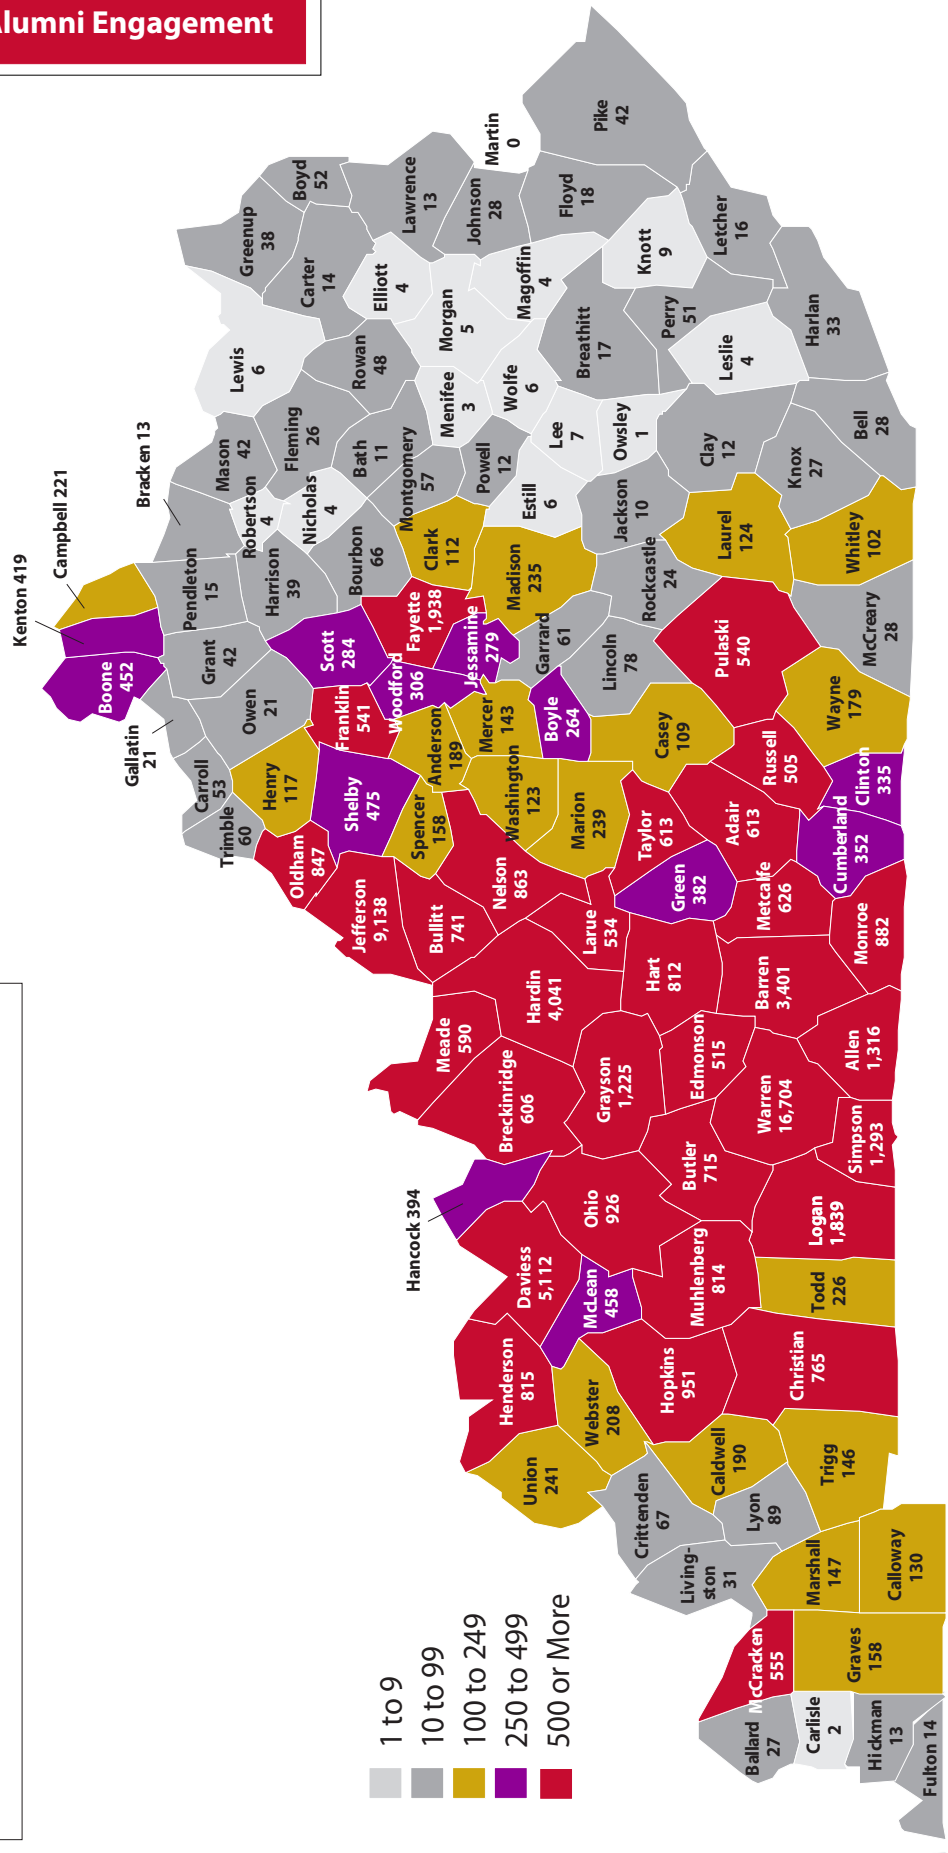 Alumni Engagement
Kenton 419
Campbell 221
Bracken 13
Boone
452
Gallatin
21
Carroll
53
Trimble
60
Grant
42
Owen
21
Pendleton
15
Harrison
39
Robertson
4
Nicholas
4
Mason
42
Fleming
26
Lewis
6
Greenup
38
Boyd
52
Carter
14
Lawrence
13
Elliott
4
Rowan
48
Bath
11
Montgomery
57
Menifee
3
Morgan
5
Johnson
28
Martin
0
Magoffin
4
Floyd
18
Pike
42
Wolfe
6
Powell
12
Lee
7
Estill
6
Owsley
1
Breathitt
17
Knott
9
Perry
51
Letcher
16
Leslie
4
Harlan
33
Clay
12
Jackson
10
Rockcastle
24
Laurel
124
Knox
27
Bell
28
Whitley
102
McCreary
28
Pulaski
540
Wayne
179
Lincoln
78
Garrard
61
Madison
235
Clark
112
Bourbon
66
Fayette
1,938
Jessamine
279
Scott
284
Woodford
306
Franklin
541
Henry
117
Oldham
847
Shelby
475
Jefferson
9,138
Spencer
158
Anderson
189
Mercer
143
Boyle
264
Washington
123
Marion
239
Casey
109
Nelson
863
Bullitt
741
Larue
534
Taylor
613
Green
382
Adair
613
Russell
505
Clinton
335
Cumberland
352
Metcalfe
626
Monroe
882
Barren
3,401
Hart
812
Hardin
4,041
Meade
590
Breckinridge
606
Grayson
1,225
Edmonson
515
Warren
16,704
Allen
1,316
Simpson
1,293
Butler
715
Logan
1,839
Ohio
926
Hancock 394
Daviess
5,112
McLean
458
Muhlenberg
814
Todd
226
Henderson
815
Webster
208
Hopkins
951
Christian
765
Union
241
Crittenden
67
Caldwell
190
Lyon
89
Trigg
146
Living-
ston
31
Marshall
147
Calloway
130
McCracken
555
Graves
158
Ballard
27
Carlisle
2
Hickman
13
Fulton 14
1 to 9
10 to 99
100 to 249
250 to 499
500 or More